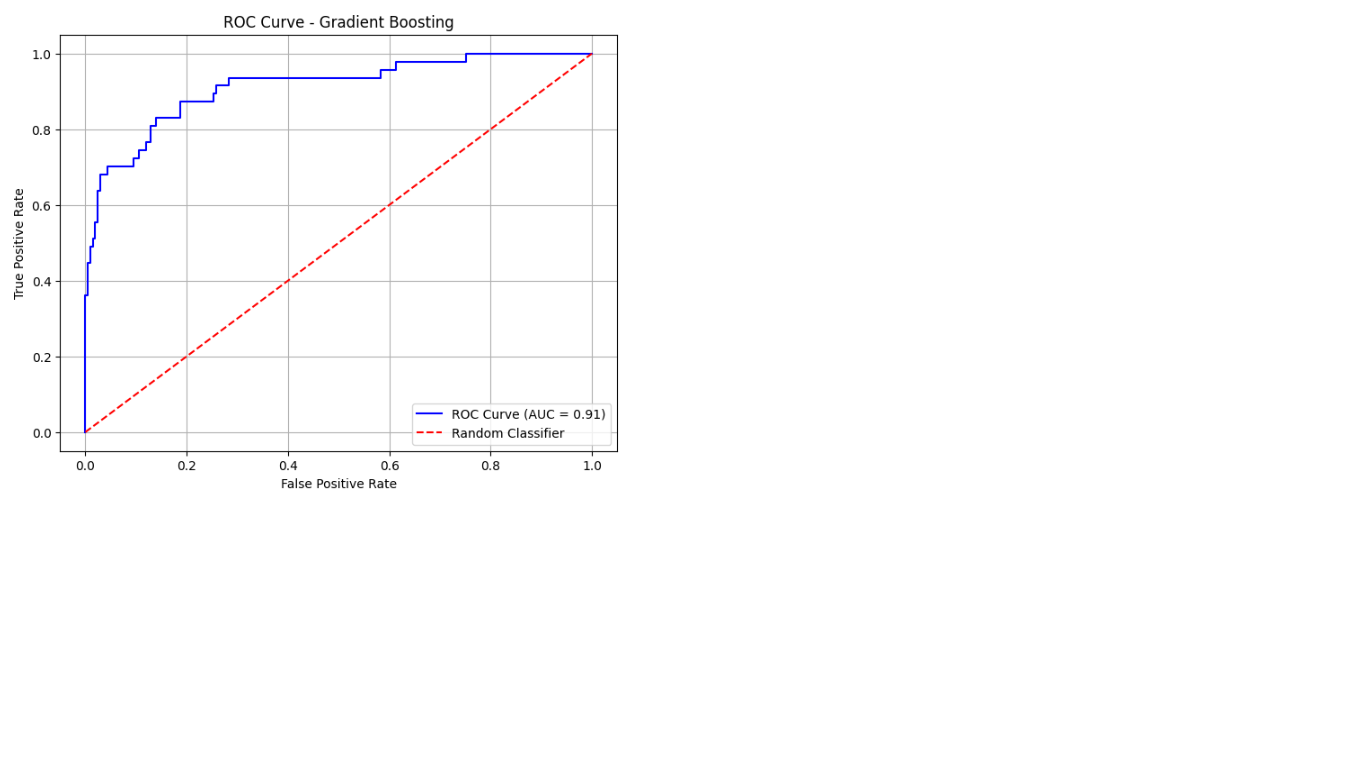 ROC Curve - Gradient Boosting
1.0
0.8
0.6
0.4
0.2
0.0
True Positive Rate
ROC Curve (AUC = 0.91)
Random Classifier
0.0 0.2 0.4 0.6 0.8 1.0
False Positive Rate